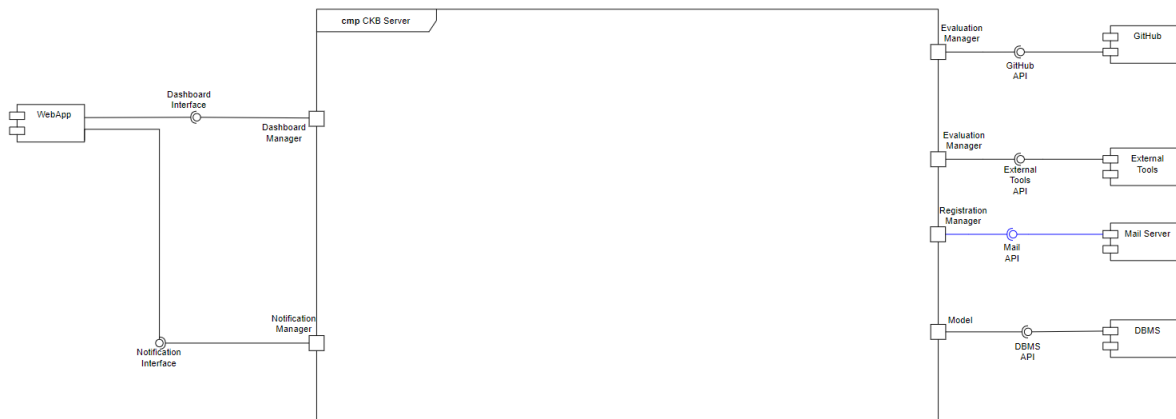 cmp CKB Server
Evaluation
Manager
GitHub
API
GitHub
Dashboard
Interface
WebApp
Dashboard
Manager
Evaluation
Manager
External
Tools
API
External
Tools
Registration
Manager
Mail
API
Mail Server
Notification
Manager
Notification
Interface
Model
DBMS
API
DBMS